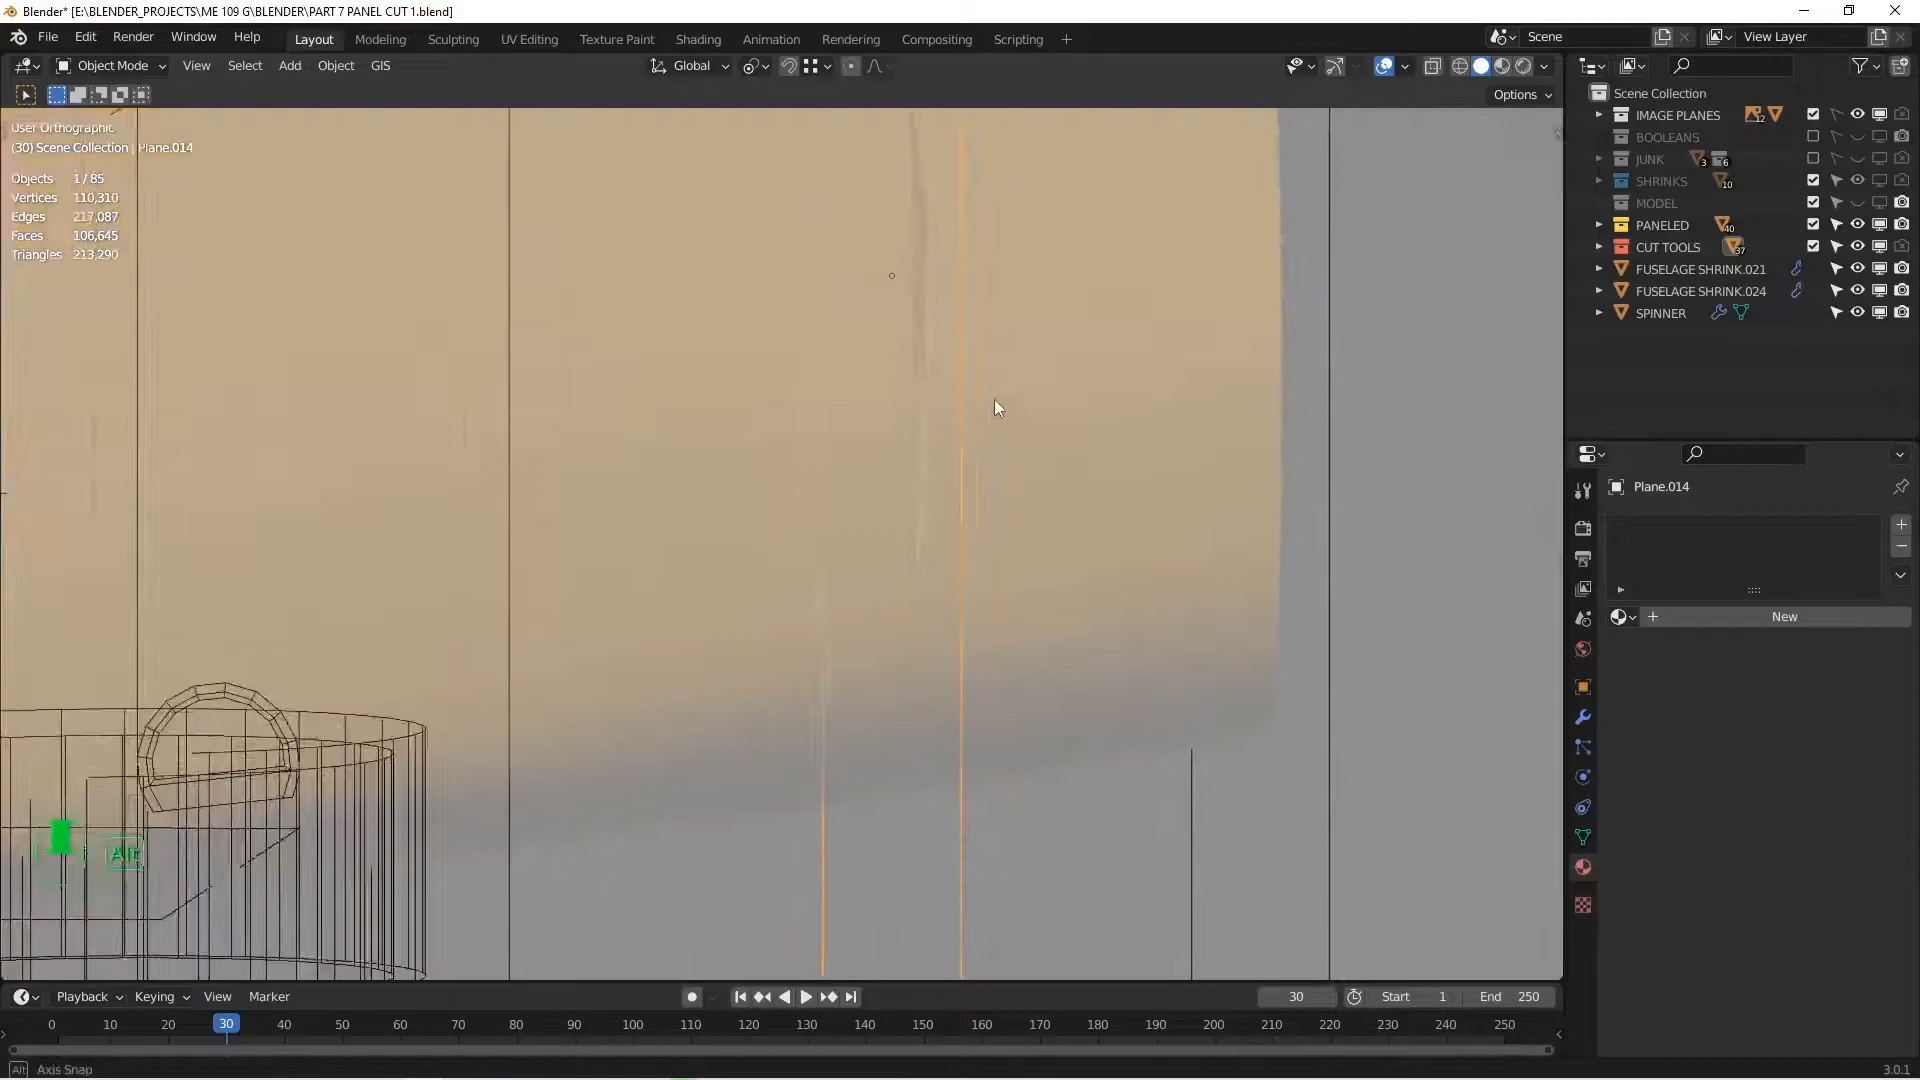 Blender* [E:\BLENDER_PROJECTS\ME 109 G\BLENDER\PART 7 PANEL CUT 1.blend]
File Edit Render Window Help
Layout Modeling Sculpting UV Editing Texture Paint Shading Animation Rendering Compositing Scripting +
Scene
View Layer
Object Mode View Select Add Object GIS
Global
Options
User Orthographic
(30) Scene Collection | Plane.014
Objects 1 / 85
Vertices 110,310
Edges 217,087
Faces 106,645
Triangles 213,290
Alt
Scene Collection
IMAGE PLANES 12
BOOLEANS
JUNK 3 6
SHRINKS 10
MODEL
PANELED 40
CUT TOOLS 37
FUSELAGE SHRINK.021
FUSELAGE SHRINK.024
SPINNER
Plane.014
New
Playback Keying View Marker
30 Start 1 End 250
0 10 20 30 40 50 60 70 80 90 100 110 120 130 140 150 160 170 180 190 200 210 220 230 240 250
Alt Axis Snap
3.0.1